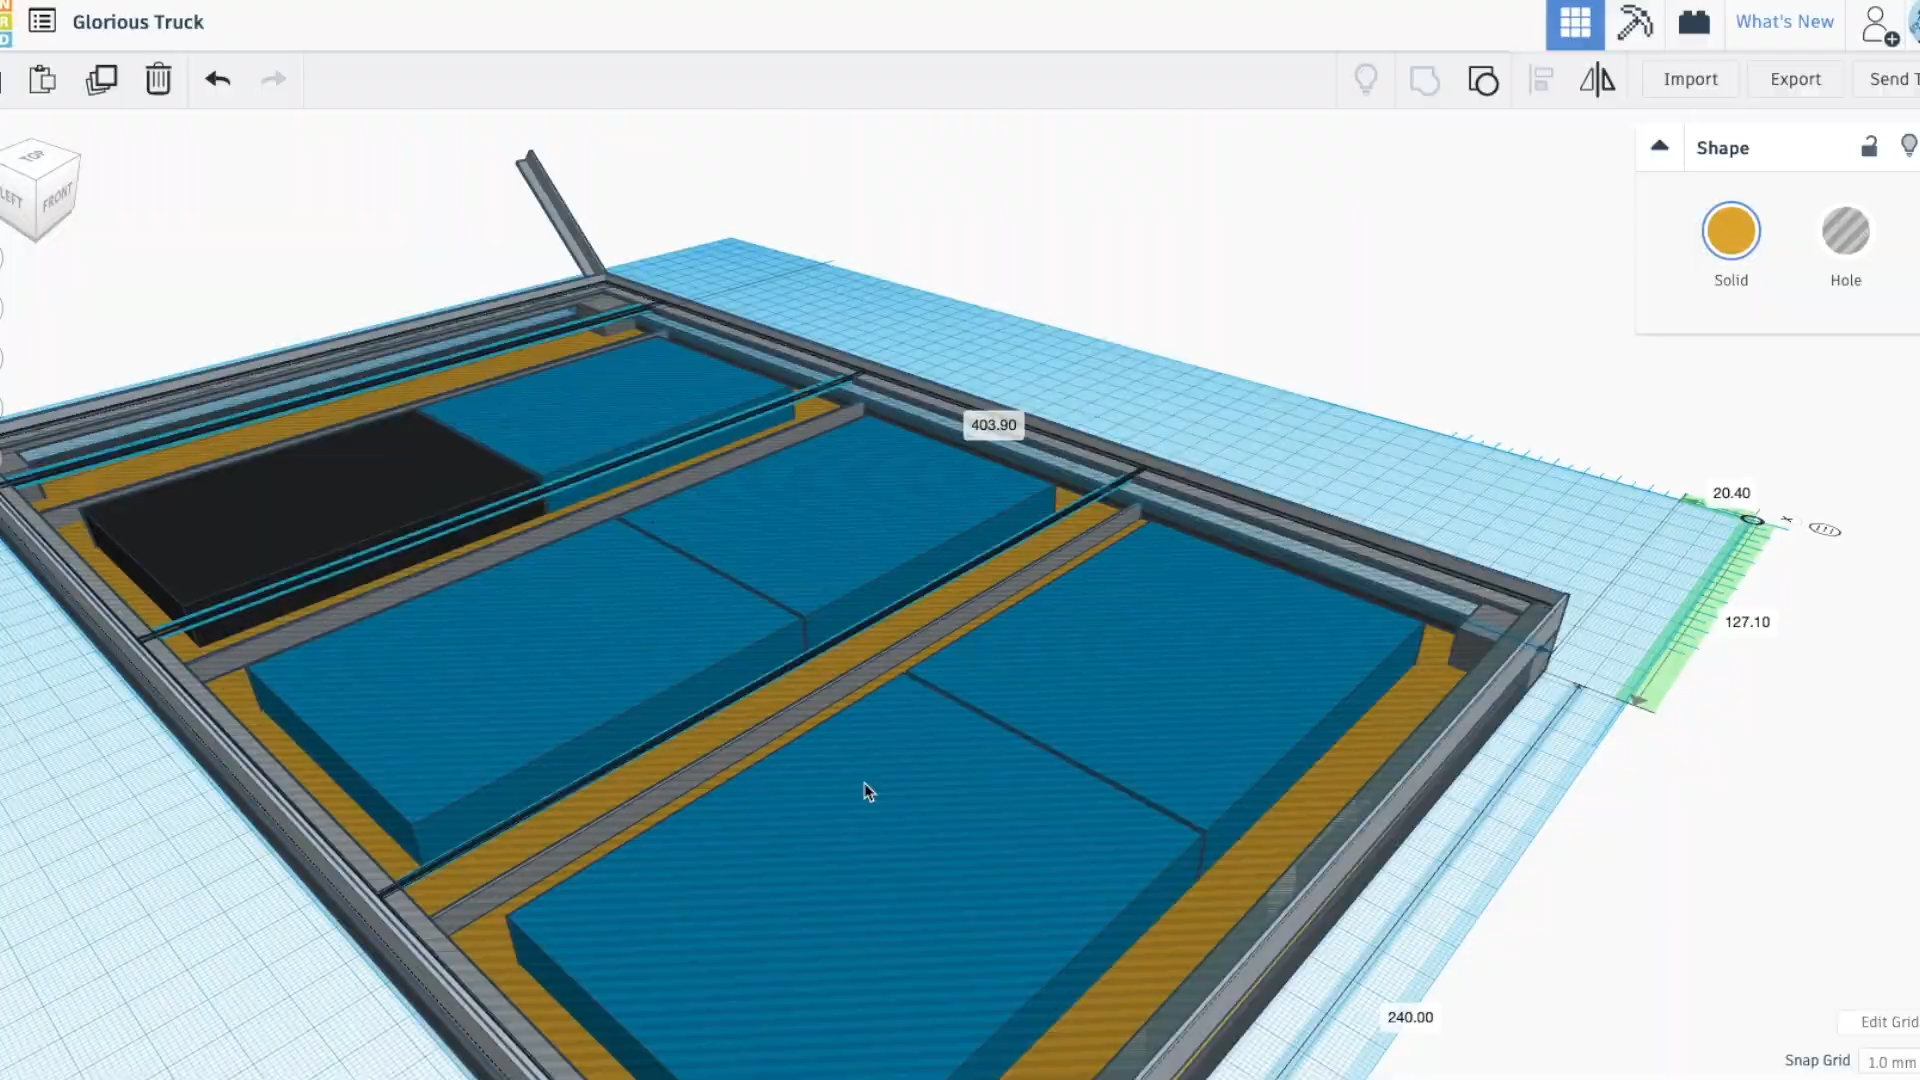 Glorious Truck
What's New
Import
Export
Send T
TOP
LEFT
FRONT
Shape
Solid
Hole
403.90
20.40
127.10
240.00
Edit Grid
Snap Grid
1.0 mm